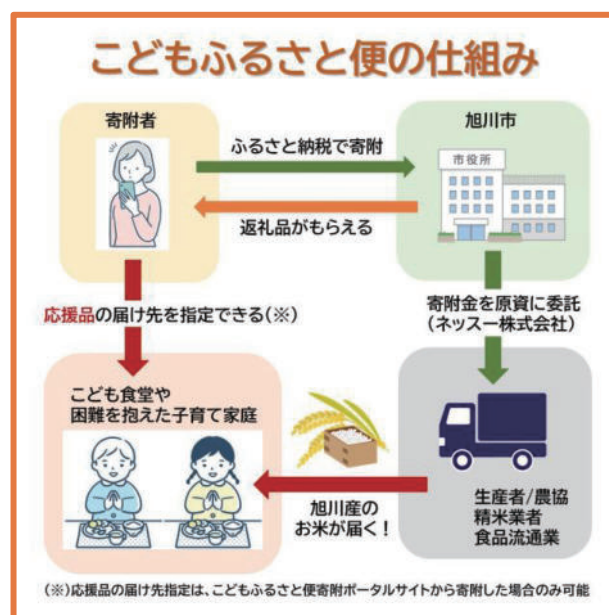 こどもふるさと便の仕組み
寄附者
旭川市
ふるさと納税で寄附
市役所
返礼品がもらえる
応援品の届け先を指定できる(※)
寄附金を原資に委託
(ネッスー株式会社)
こども食堂や
困難を抱えた子育て家庭
旭川産の
お米が届く!
生産者/農協
精米業者
食品流通業
(※)応援品の届け先指定は、こどもふるさと便寄附ポータルサイトから寄附した場合のみ可能